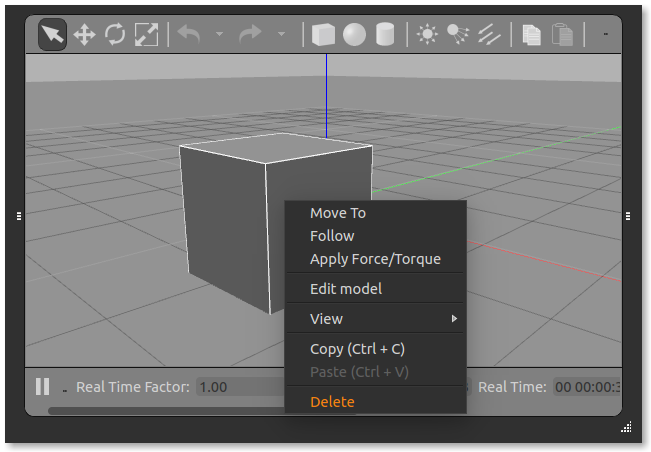 Move To
Follow
Apply Force/Torque
Edit model
View
Copy (Ctrl + C)
Paste (Ctrl + V)
Delete
Real Time Factor: 1.00 Real Time: 00 00:00: